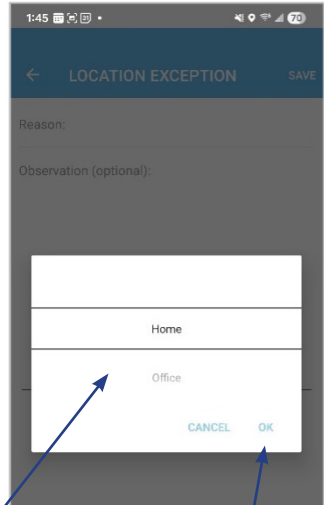 1:45 70
LOCATION EXCEPTION SAVE
Reason:
Observation (optional):
Home
Office
CANCEL OK